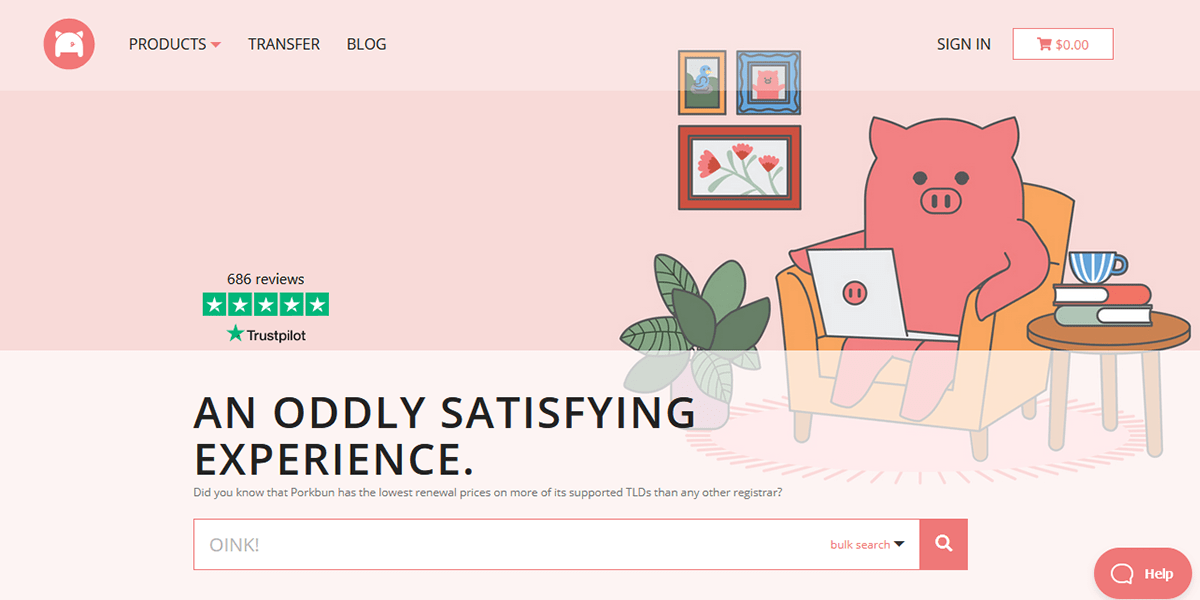 PRODUCTS
TRANSFER
BLOG
SIGN IN
$0.00
686 reviews
Trustpilot
AN ODDLY SATISFYING
EXPERIENCE.
Did you know that Porkbun has the lowest renewal prices on more of its supported TLDs than any other registrar?
OINK!
bulk search
Help